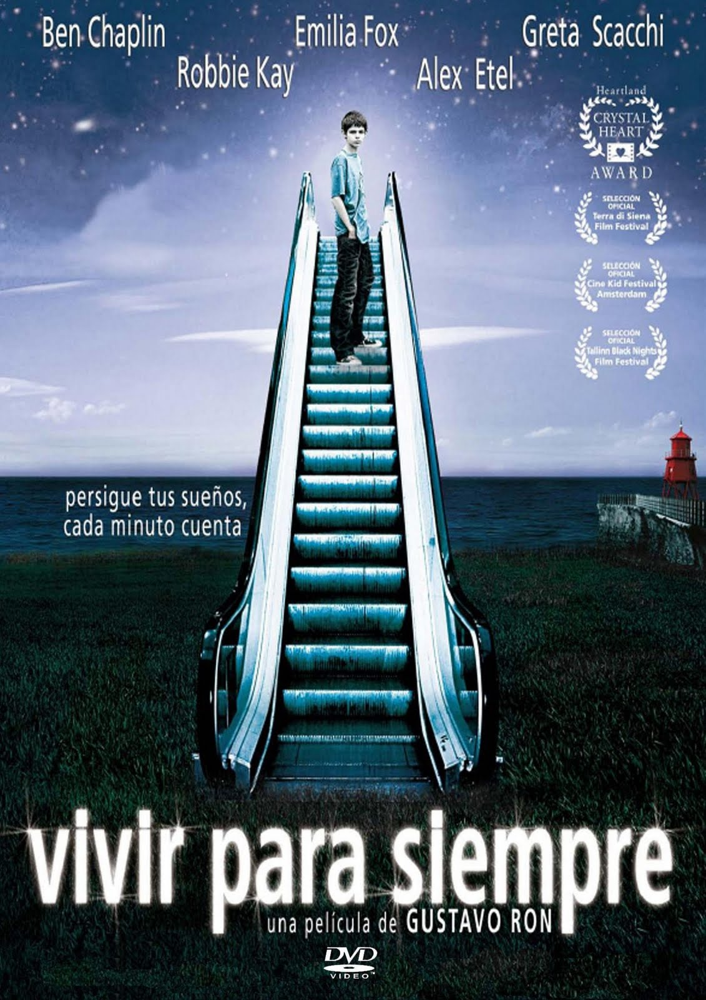 Ben Chaplin
Emilia Fox
Greta Scacchi
Robbie Kay
Alex Etel
Heartland
CRYSTAL
HEART
AWARD
SELECCIÓN
OFICIAL
Terra di Siena
Film Festival
SELECCIÓN
OFICIAL
Cine Kid Festival
Amsterdam
SELECCIÓN
OFICIAL
Tallinn Black Nights
Film Festival
persigue tus sueños,
cada minuto cuenta
vivir para siempre
una película de GUSTAVO RON
DVD
VIDEO™